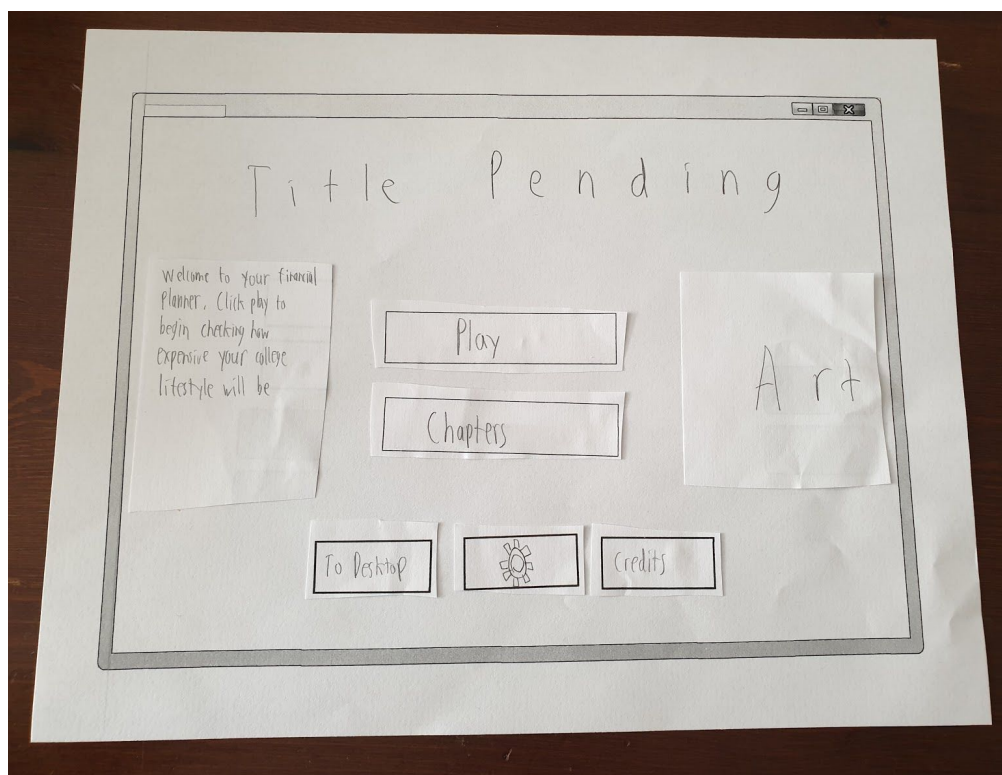 Title Pending
Welcome to your financial
planner. Click play to
begin checking how
expensive your college
lifestyle will be
Play
Chapters
Art
To Desktop
Credits